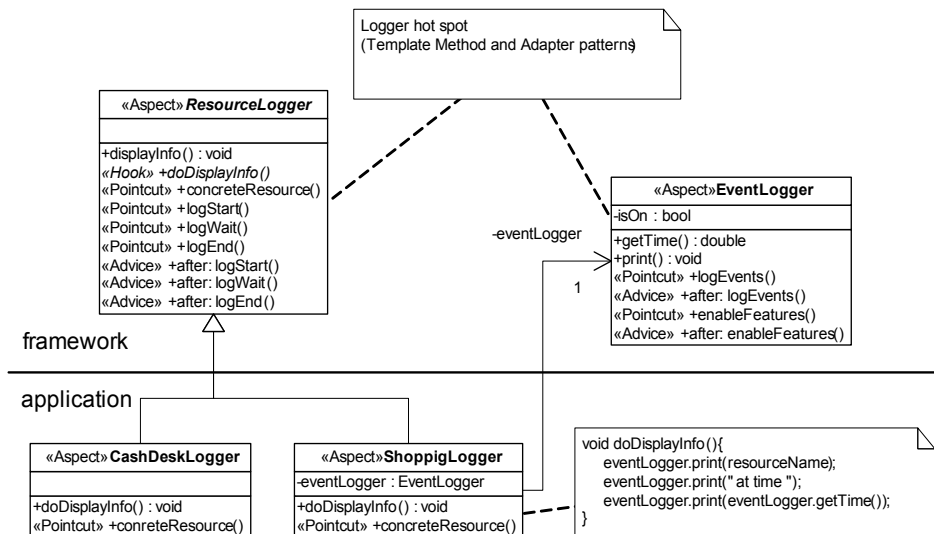 Logger hot spot
(Template Method and Adapter patterns)
«Aspect» ResourceLogger
+displayInfo() : void
«Hook» +doDisplayInfo()
«Pointcut» +concreteResource()
«Pointcut» +logStart()
«Pointcut» +logWait()
«Pointcut» +logEnd()
«Advice» +after: logStart()
«Advice» +after: logWait()
«Advice» +after: logEnd()
«Aspect»EventLogger
-isOn : bool
+getTime() : double
+print() : void
«Pointcut» +logEvents()
«Advice» +after: logEvents()
«Pointcut» +enableFeatures()
«Advice» +after: enableFeatures()
-eventLogger
1
framework
application
«Aspect»CashDeskLogger
+doDisplayInfo() : void
«Pointcut» +conreteResource()
«Aspect»ShoppigLogger
-eventLogger : EventLogger
+doDisplayInfo() : void
«Pointcut» +concreteResource()
void doDisplayInfo(){
eventLogger.print(resourceName);
eventLogger.print(" at time ");
eventLogger.print(eventLogger.getTime());
}